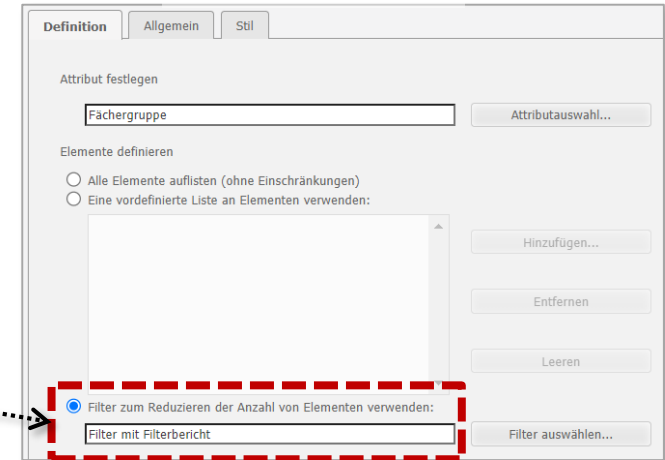 Definition Allgemein Stil
Attribut festlegen
Fächergruppe Attributauswahl...
Elemente definieren
Alle Elemente auflisten (ohne Einschränkungen)
Eine vordefinierte Liste an Elementen verwenden:
Hinzufügen...
Entfernen
Leeren
Filter zum Reduzieren der Anzahl von Elementen verwenden:
Filter mit Filterbericht Filter auswählen...